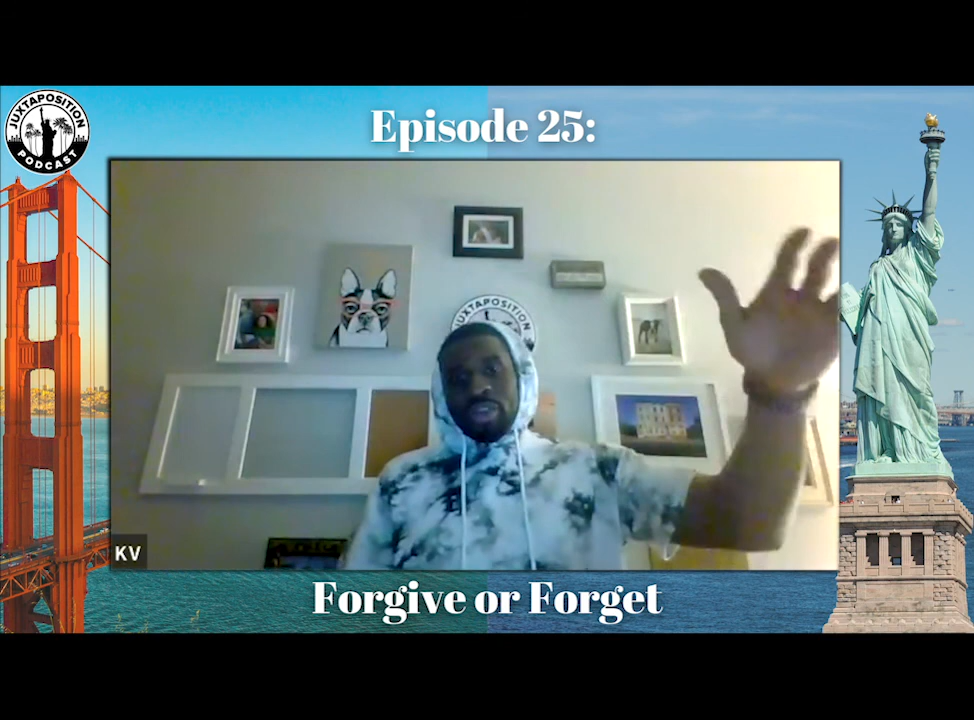 JUXTAPOSITION
PODCAST
Episode 25:
JUXTAPOSITION
KV
Forgive or Forget